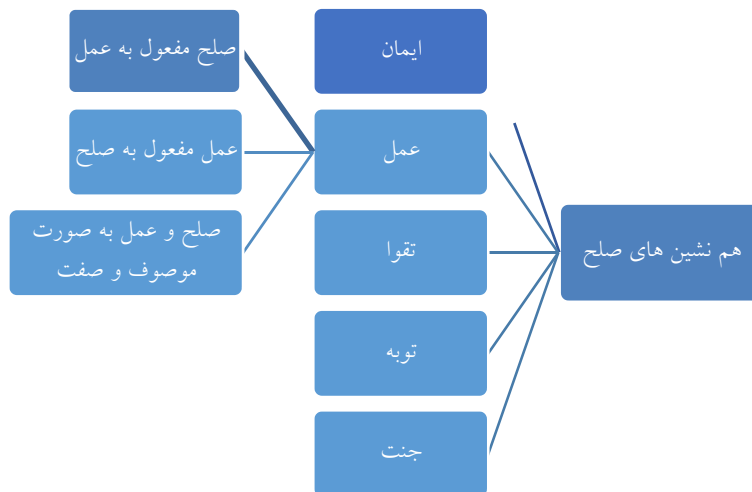 هم نشین های صلح
ایمان
عمل
تقوا
توبه
جنت
صلح مفعول به عمل
عمل مفعول به صلح
صلح و عمل به صورت
موصوف و صفت